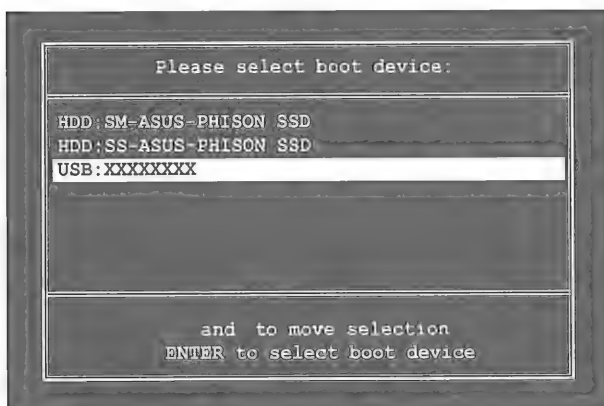 Please select boot device:
HDD:SM-ASUS-PHISON SSD
HDD:SS-ASUS-PHISON SSD
USB:XXXXXXXX
and to move selection
ENTER to select boot device